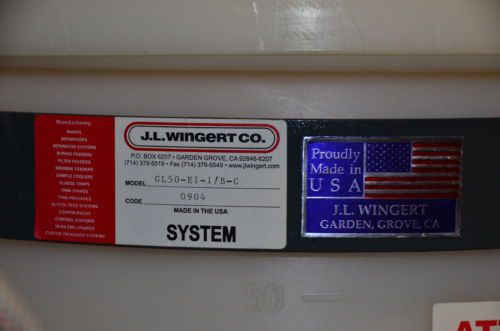 Manufacturing
MIXERS
SEPARATORS
SEPARATOR SYSTEMS
BYPASS FEEDERS
FILTER FEEDERS
BROMINE FEEDERS
SAMPLE COOLERS
SLUDGE TRAPS
TANK STANDS
TANK PACKAGES
GLYCOL FEED SYSTEMS
COUPON RACKS
CONTROL STATIONS
NEMA ENCLOSURES
CUSTOM PACKAGED SYSTEMS
J.L.WINGERT CO.
P.O. BOX 6207 • GARDEN GROVE, CA 92846-6207
(714) 379-5519 • Fax (714) 379-5549 • www.jlwingert.com
MODEL GL50-E1-1/B-C
CODE 0904
MADE IN THE USA
SYSTEM
Proudly
Made in
USA
J.L. WINGERT
GARDEN, GROVE, CA
50